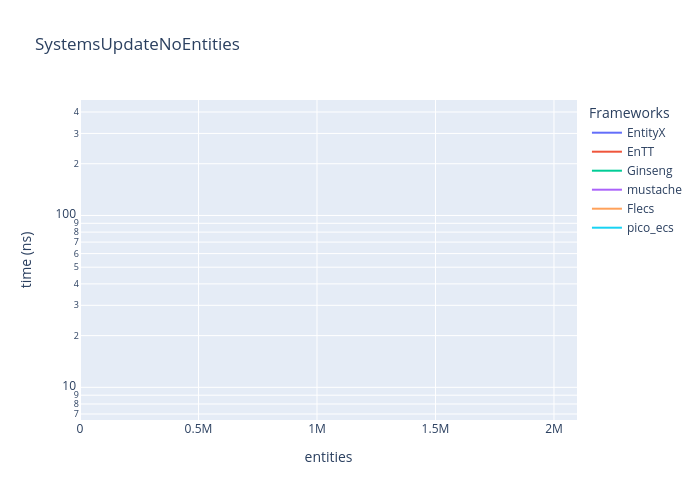 SystemsUpdateNoEntities
4
3
2
100
9
8
7
6
5
4
3
2
10
9
8
7
time (ns)
0
0.5M
1M
1.5M
2M
entities
Frameworks
EntityX
EnTT
Ginseng
mustache
Flecs
pico_ecs